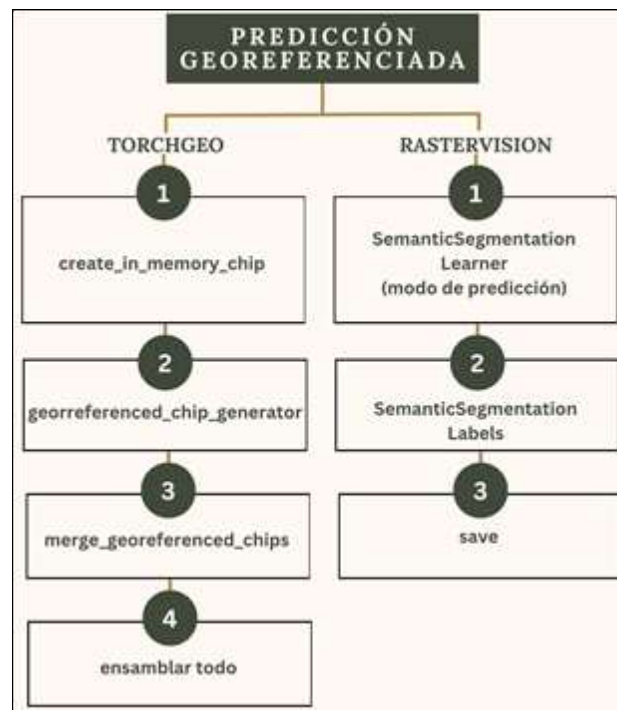 PREDICCIÓN
GEOREFERENCIADA
TORCHGEO
1
create_in_memory_chip
2
georreferenced_chip_generator
3
merge_georeferenced_chips
4
ensamblar todo
RASTERVISION
1
SemanticSegmentation
Learner
(modo de predicción)
2
SemanticSegmentation
Labels
3
save